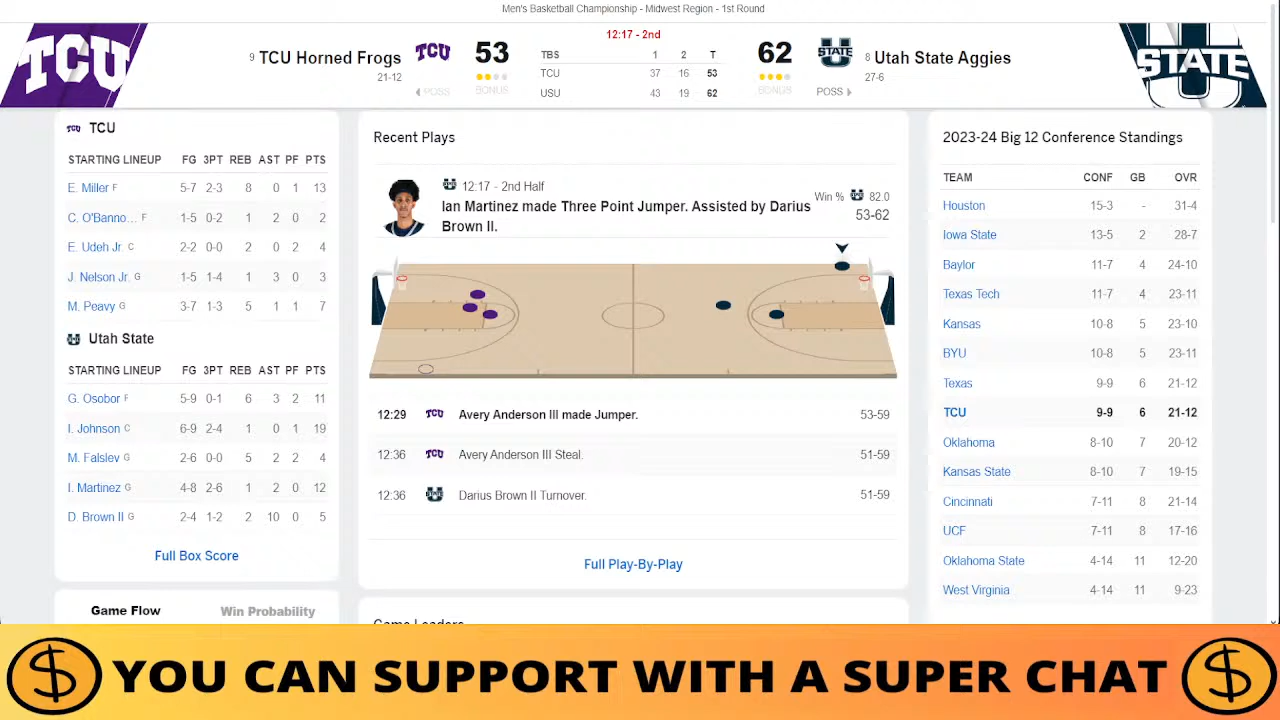 Men's Basketball Championship - Midwest Region - 1st Round
TCU
9 TCU Horned Frogs
21-12
TCU
53
POSS
BONUS
12:17 - 2nd
TBS 1 2 T
TCU 37 16 53
USU 43 19 62
62
BONUS
STATE
8 Utah State Aggies
27-6
POSS
STATE
TCU TCU
STARTING LINEUP FG 3PT REB AST PF PTS
E. Miller F 5-7 2-3 8 0 1 13
C. O'Banno... F 1-5 0-2 1 2 0 2
E. Udeh Jr. C 2-2 0-0 2 0 2 4
J. Nelson Jr. G 1-5 1-4 1 3 0 3
M. Peavy G 3-7 1-3 5 1 1 7
Utah State
STARTING LINEUP FG 3PT REB AST PF PTS
G. Osobor F 5-9 0-1 6 3 2 11
I. Johnson C 6-9 2-4 1 0 1 19
M. Falslev G 2-6 0-0 5 2 2 4
I. Martinez G 4-8 2-6 1 2 0 12
D. Brown II G 2-4 1-2 2 10 0 5
Full Box Score
Game Flow Win Probability
Recent Plays
12:17 - 2nd Half
Ian Martinez made Three Point Jumper. Assisted by Darius
Brown II.
Win % 82.0
53-62
12:29 TCU Avery Anderson III made Jumper. 53-59
12:36 TCU Avery Anderson III Steal. 51-59
12:36 STATE Darius Brown II Turnover. 51-59
Full Play-By-Play
Game Leaders
2023-24 Big 12 Conference Standings
TEAM CONF GB OVR
Houston 15-3 - 31-4
Iowa State 13-5 2 28-7
Baylor 11-7 4 24-10
Texas Tech 11-7 4 23-11
Kansas 10-8 5 23-10
BYU 10-8 5 23-11
Texas 9-9 6 21-12
TCU 9-9 6 21-12
Oklahoma 8-10 7 20-12
Kansas State 8-10 7 19-15
Cincinnati 7-11 8 21-14
UCF 7-11 8 17-16
Oklahoma State 4-14 11 12-20
West Virginia 4-14 11 9-23
$ YOU CAN SUPPORT WITH A SUPER CHAT $